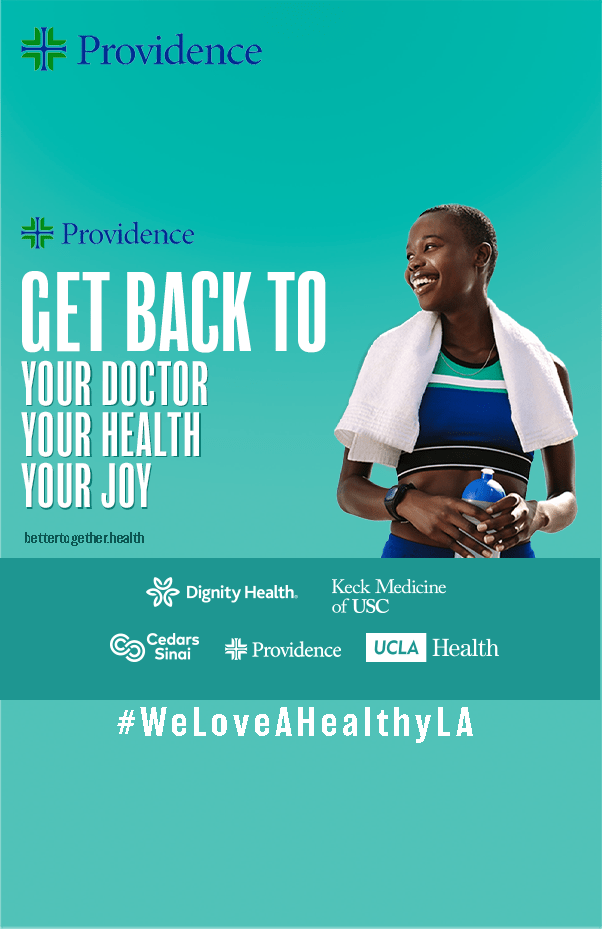 Providence
Providence
GET BACK TO
YOUR DOCTOR
YOUR HEALTH
YOUR JOY
bettertogether.health
Dignity Health.
Keck Medicine
of USC
Cedars
Sinai
Providence
UCLA Health
#WeLoveAHealthyLA